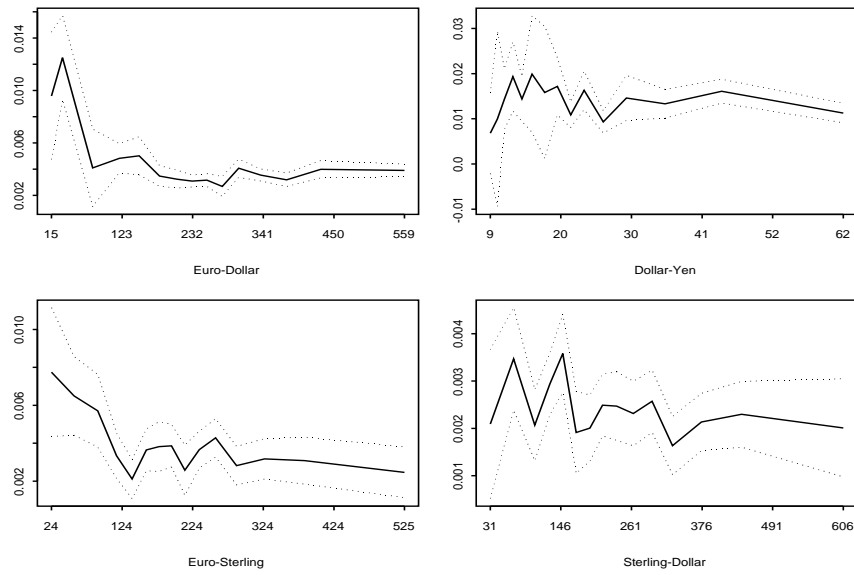 0.014
0.010
0.006
0.002
15 123 232 341 450 559
Euro-Dollar
0.03
0.02
0.01
0.0
-0.01
9 20 30 41 52 62
Dollar-Yen
0.010
0.006
0.002
24 124 224 324 424 525
Euro-Sterling
0.004
0.003
0.002
0.001
31 146 261 376 491 606
Sterling-Dollar